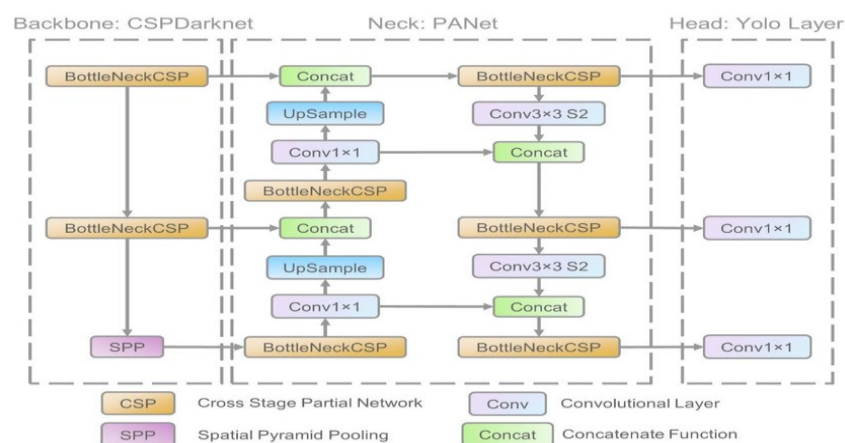 Backbone: CSPDarknet Neck: PANet Head: Yolo Layer
BottleNeckCSP Concat BottleNeckCSP Conv1×1
UpSample Conv3×3 S2
Conv1×1 Concat
BottleNeckCSP
BottleNeckCSP Concat BottleNeckCSP Conv1×1
UpSample Conv3×3 S2
Conv1×1 Concat
SPP BottleNeckCSP BottleNeckCSP Conv1×1
CSP Cross Stage Partial Network Conv Convolutional Layer
SPP Spatial Pyramid Pooling Concat Concatenate Function